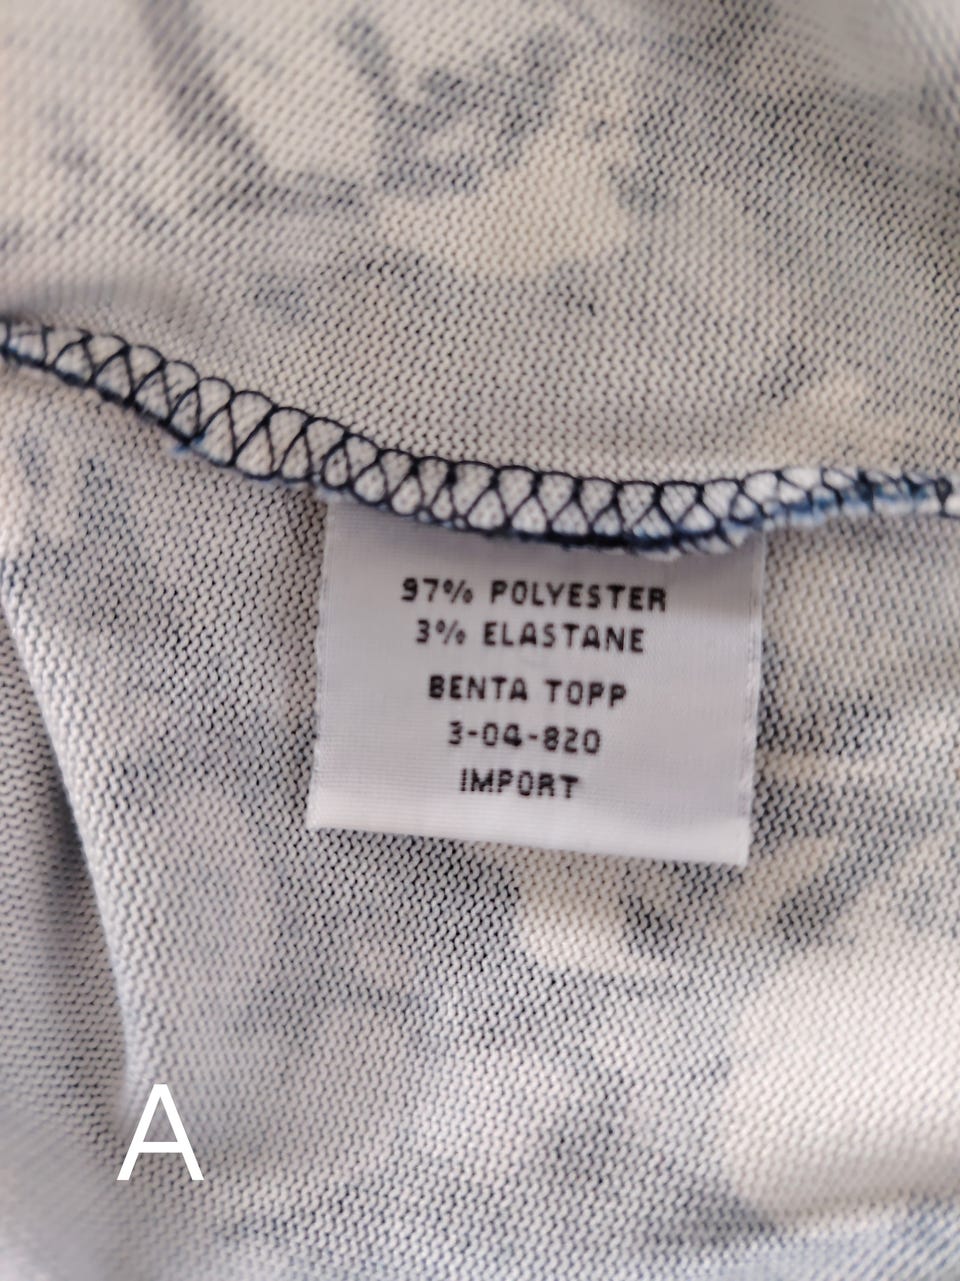 97% POLYESTER
3% ELASTANE
BENTA TOPP
3-04-820
IMPORT
A